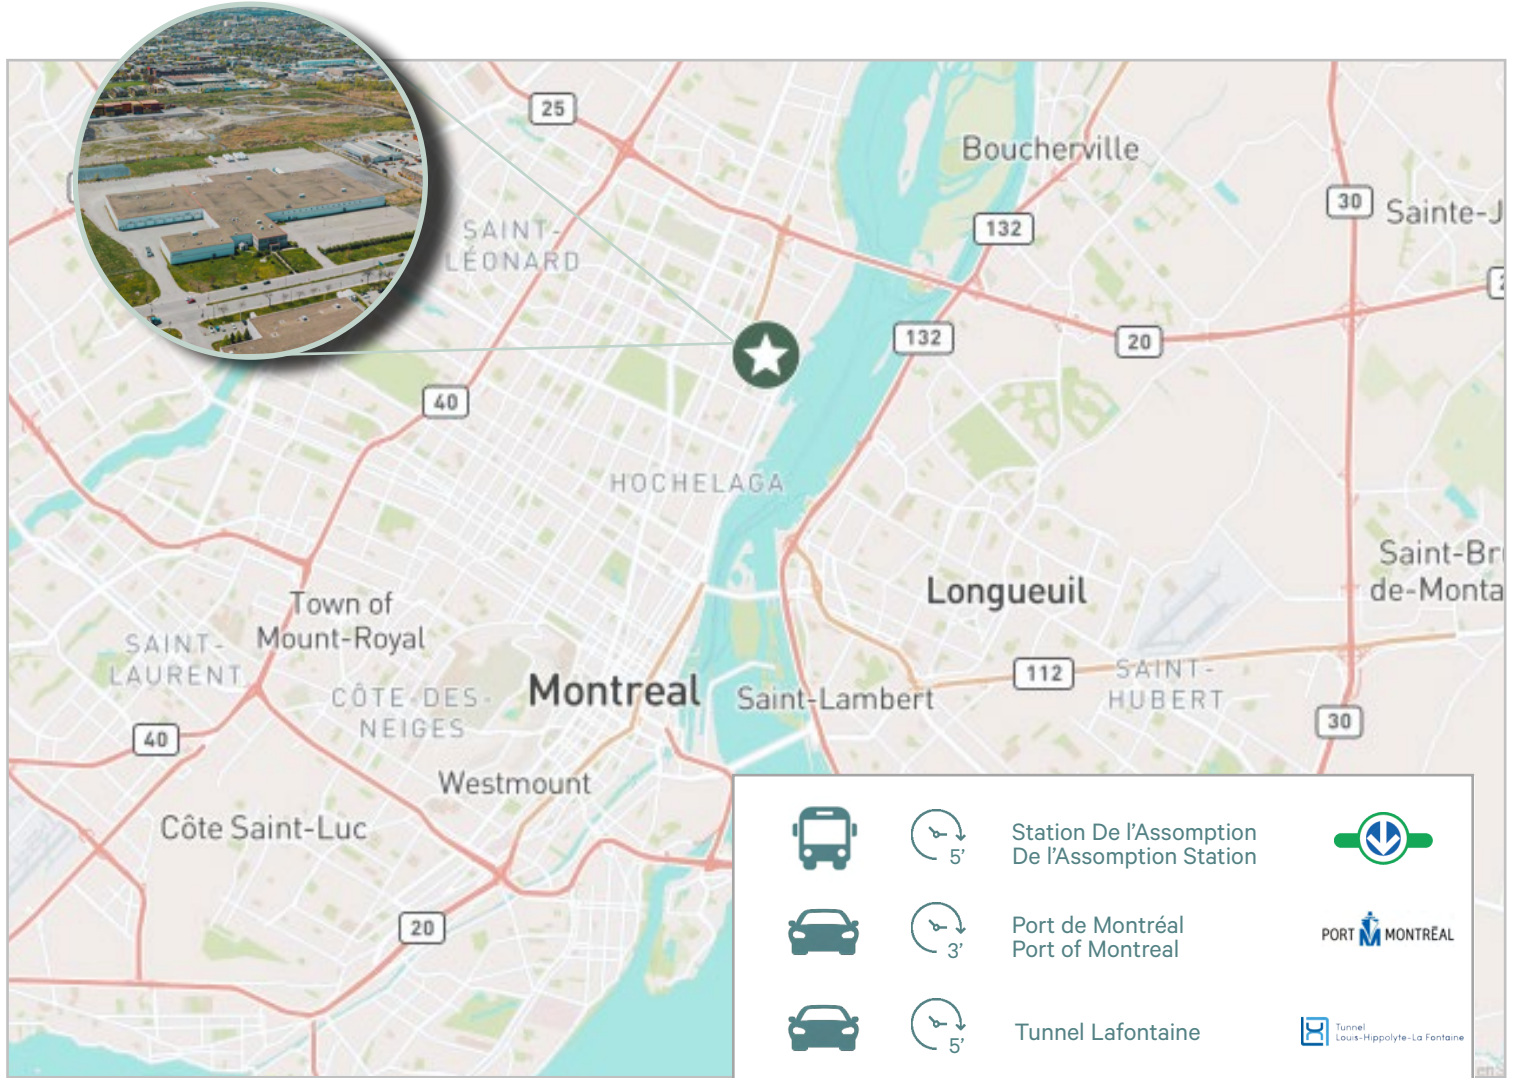 25
Boucherville
30
Sainte-J
132
SAINT-
LÉONARD
132
20
40
HOCHELAGA
Saint-Br
de-Monta
Longueuil
Town of
Mount-Royal
SAINT-
LAURENT
112
SAINT-
HUBERT
CÔTE-DES-
NEIGES
Montreal
Saint-Lambert
30
40
Westmount
Côte Saint-Luc
20
5'
Station De l'Assomption
De l'Assomption Station
3'
Port de Montréal
Port of Montreal
PORT MONTRÉAL
5'
Tunnel Lafontaine
Tunnel
Louis-Hippolyte-La Fontaine